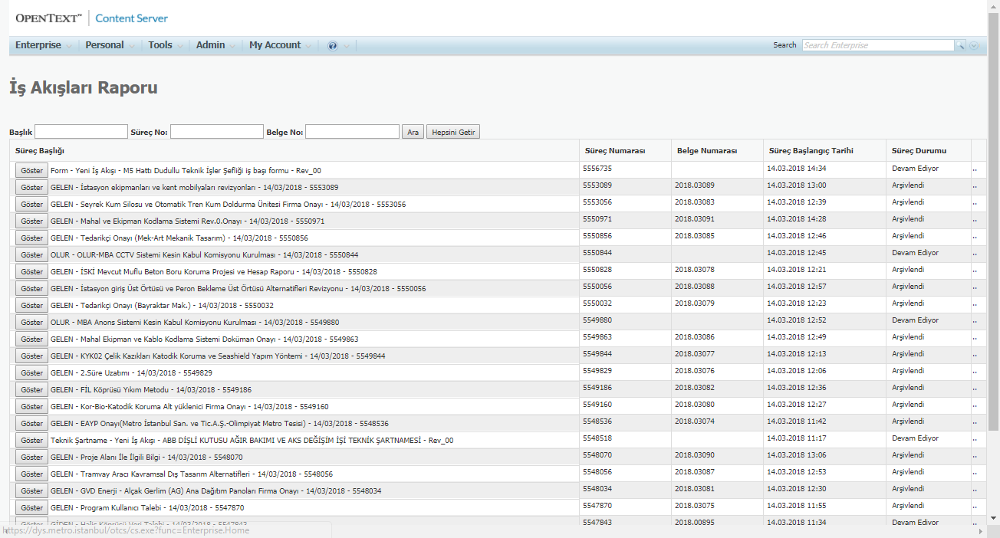 OPENTEXT™ Content Server
Enterprise Personal Tools Admin My Account ? Search Search Enterprise
İş Akışları Raporu
Başlık Süreç No: Belge No: Ara Hepsini Getir
Süreç Başlığı Süreç Numarası Belge Numarası Süreç Başlangıç Tarihi Süreç Durumu
Göster Form - Yeni İş Akışı - M5 Hattı Dudullu Teknik İşler Şefliği iş başı formu - Rev_00 5556735 14.03.2018 14:34 Devam Ediyor ..
Göster GELEN - İstasyon ekipmanları ve kent mobilyaları revizyonları - 14/03/2018 - 5553089 5553089 2018.03089 14.03.2018 13:00 Arşivlendi ..
Göster GELEN - Seyrek Kum Silosu ve Otomatik Tren Kum Doldurma Ünitesi Firma Onayı - 14/03/2018 - 5553056 5553056 2018.03083 14.03.2018 12:39 Arşivlendi ..
Göster GELEN - Mahal ve Ekipman Kodlama Sistemi Rev.0.Onayı - 14/03/2018 - 5550971 5550971 2018.03091 14.03.2018 14:28 Arşivlendi ..
Göster GELEN - Tedarikçi Onayı (Mek-Art Mekanik Tasarım) - 14/03/2018 - 5550856 5550856 2018.03085 14.03.2018 12:46 Arşivlendi ..
Göster OLUR - OLUR-MBA CCTV Sistemi Kesin Kabul Komisyonu Kurulması - 14/03/2018 - 5550844 5550844 14.03.2018 12:45 Devam Ediyor ..
Göster GELEN - İSKİ Mevcut Muflu Beton Boru Koruma Projesi ve Hesap Raporu - 14/03/2018 - 5550828 5550828 2018.03078 14.03.2018 12:21 Arşivlendi ..
Göster GELEN - İstasyon giriş Üst Örtüsü ve Peron Bekleme Üst Örtüsü Alternatifleri Revizyonu - 14/03/2018 - 5550056 5550056 2018.03088 14.03.2018 12:57 Arşivlendi ..
Göster GELEN - Tedarikçi Onayı (Bayraktar Mak.) - 14/03/2018 - 5550032 5550032 2018.03079 14.03.2018 12:23 Arşivlendi ..
Göster OLUR - MBA Anons Sistemi Kesin Kabul Komisyonu Kurulması - 14/03/2018 - 5549880 5549880 14.03.2018 12:52 Devam Ediyor ..
Göster GELEN - Mahal Ekipman ve Kablo Kodlama Sistemi Doküman Onayı - 14/03/2018 - 5549863 5549863 2018.03086 14.03.2018 12:49 Arşivlendi ..
Göster GELEN - KYK02 Çelik Kazıkları Katodik Koruma ve Seashield Yapım Yöntemi - 14/03/2018 - 5549844 5549844 2018.03077 14.03.2018 12:13 Arşivlendi ..
Göster GELEN - 2.Süre Uzatımı - 14/03/2018 - 5549829 5549829 2018.03076 14.03.2018 12:06 Arşivlendi ..
Göster GELEN - FİL Köprüsü Yıkım Metodu - 14/03/2018 - 5549186 5549186 2018.03082 14.03.2018 12:36 Arşivlendi ..
Göster GELEN - Kor-Bio-Katodik Koruma Alt yüklenici Firma Onayı - 14/03/2018 - 5549160 5549160 2018.03080 14.03.2018 12:27 Arşivlendi ..
Göster GELEN - EAYP Onayı(Metro İstanbul San. ve Tic.A.Ş.-Olimpiyat Metro Tesisi) - 14/03/2018 - 5548536 5548536 2018.03074 14.03.2018 11:42 Arşivlendi ..
Göster Teknik Şartname - Yeni İş Akışı - ABB DİŞLİ KUTUSU AĞIR BAKIMI VE AKS DEĞİŞİM İŞİ TEKNİK ŞARTNAMESİ - Rev_00 5548518 14.03.2018 11:17 Devam Ediyor ..
Göster GELEN - Proje Alanı İle İlgili Bilgi - 14/03/2018 - 5548070 5548070 2018.03090 14.03.2018 13:06 Arşivlendi ..
Göster GELEN - Tramvay Aracı Kavramsal Dış Tasarım Alternatifleri - 14/03/2018 - 5548056 5548056 2018.03087 14.03.2018 12:53 Arşivlendi ..
Göster GELEN - GVD Enerji - Alçak Gerlim (AG) Ana Dağıtım Panoları Firma Onayı - 14/03/2018 - 5548034 5548034 2018.03081 14.03.2018 12:30 Arşivlendi ..
Göster GELEN - Program Kullanıcı Talebi - 14/03/2018 - 5547870 5547870 2018.03075 14.03.2018 11:55 Arşivlendi ..
Göster GİDEN - Haliç Köprüsü Veri Talebi - 14/03/2018 - 5547843 5547843 2018.00895 14.03.2018 11:34 Devam Ediyor ..
https://dys.metro.istanbul/otcs/cs.exe?func=Enterprise.Home